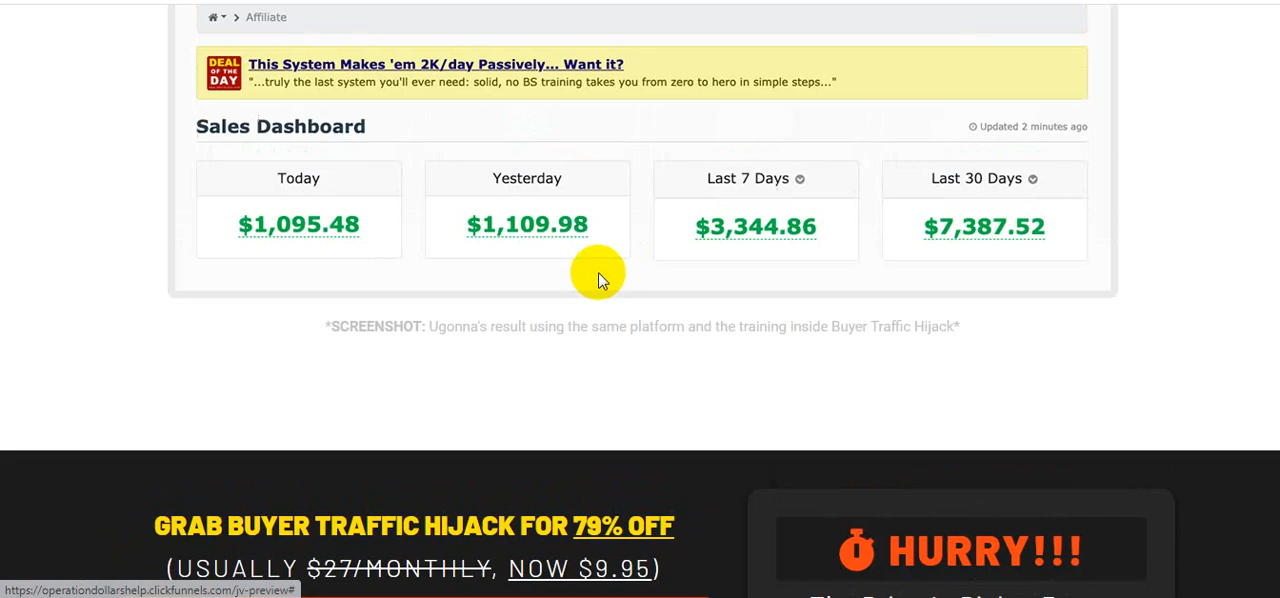 Affiliate
DEAL OF THE DAY
This System Makes 'em 2K/day Passively... Want it?
"...truly the last system you'll ever need: solid, no BS training takes you from zero to hero in simple steps..."
Sales Dashboard
Updated 2 minutes ago
Today
Yesterday
Last 7 Days
Last 30 Days
$1,095.48
$1,109.98
$3,344.86
$7,387.52
*SCREENSHOT: Ugonna's result using the same platform and the training inside Buyer Traffic Hijack*
GRAB BUYER TRAFFIC HIJACK FOR 79% OFF
(USUALLY $27/MONTHLY, NOW $9.95)
HURRY!!!
https://operationdollarshelp.clickfunnels.com/jv-preview#